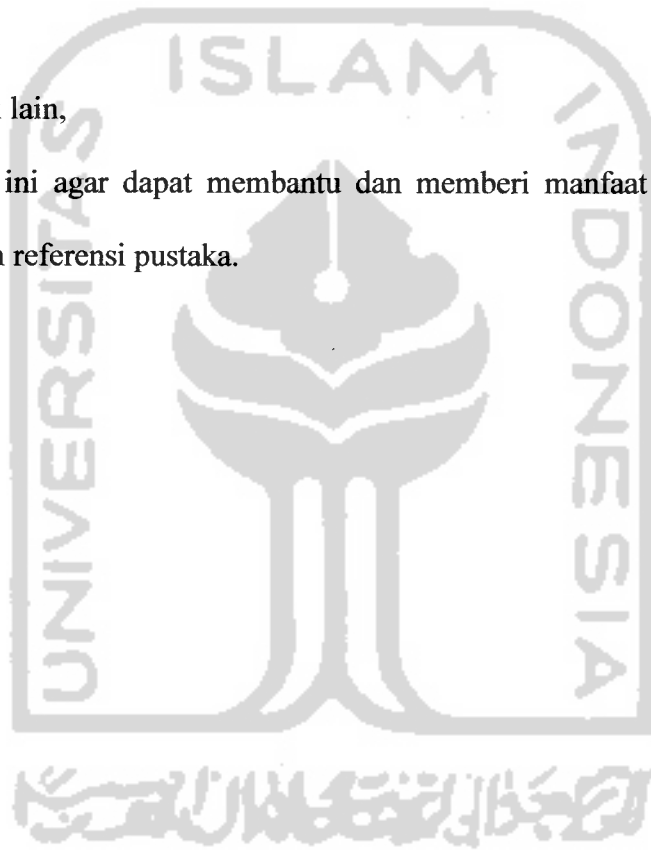 ISLAM
lain,
ini agar dapat membantu dan memberi manfaat
referensi pustaka.
UNIVERSITAS
INDONESIA